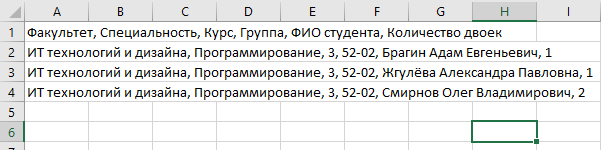 A B C D E F G H I
1 Факультет, Специальность, Курс, Группа, ФИО студента, Количество двоек
2 ИТ технологий и дизайна, Программирование, 3, 52-02, Брагин Адам Евгеньевич, 1
3 ИТ технологий и дизайна, Программирование, 3, 52-02, Жгулёва Александра Павловна, 1
4 ИТ технологий и дизайна, Программирование, 3, 52-02, Смирнов Олег Владимирович, 2
5
6